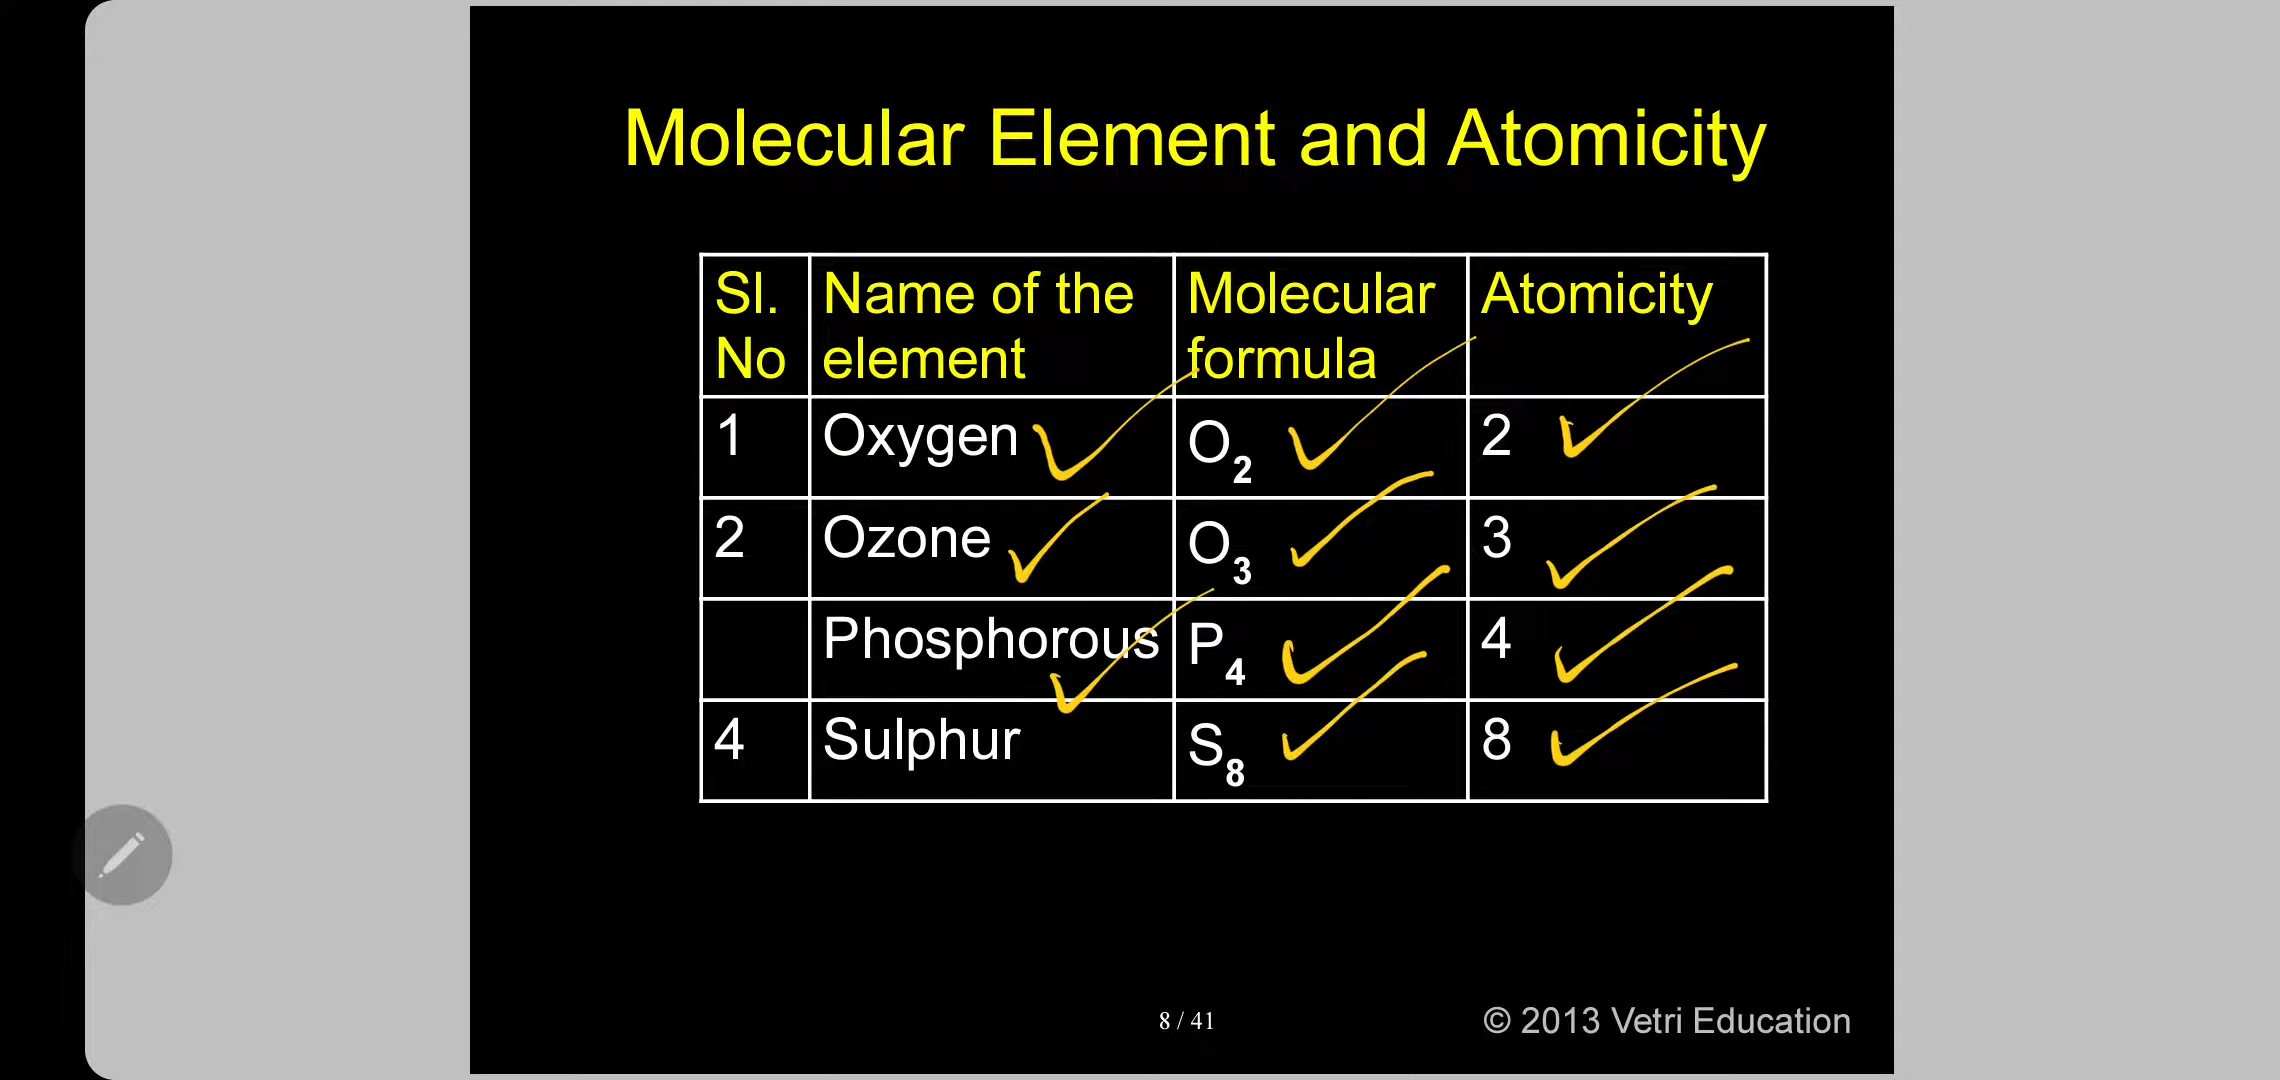 Molecular Element and Atomicity
Sl. No | Name of the element | Molecular formula | Atomicity
1 | Oxygen | O₂ | 2
2 | Ozone | O₃ | 3
| Phosphorous | P₄ | 4
4 | Sulphur | S₈ | 8
8 / 41
© 2013 Vetri Education